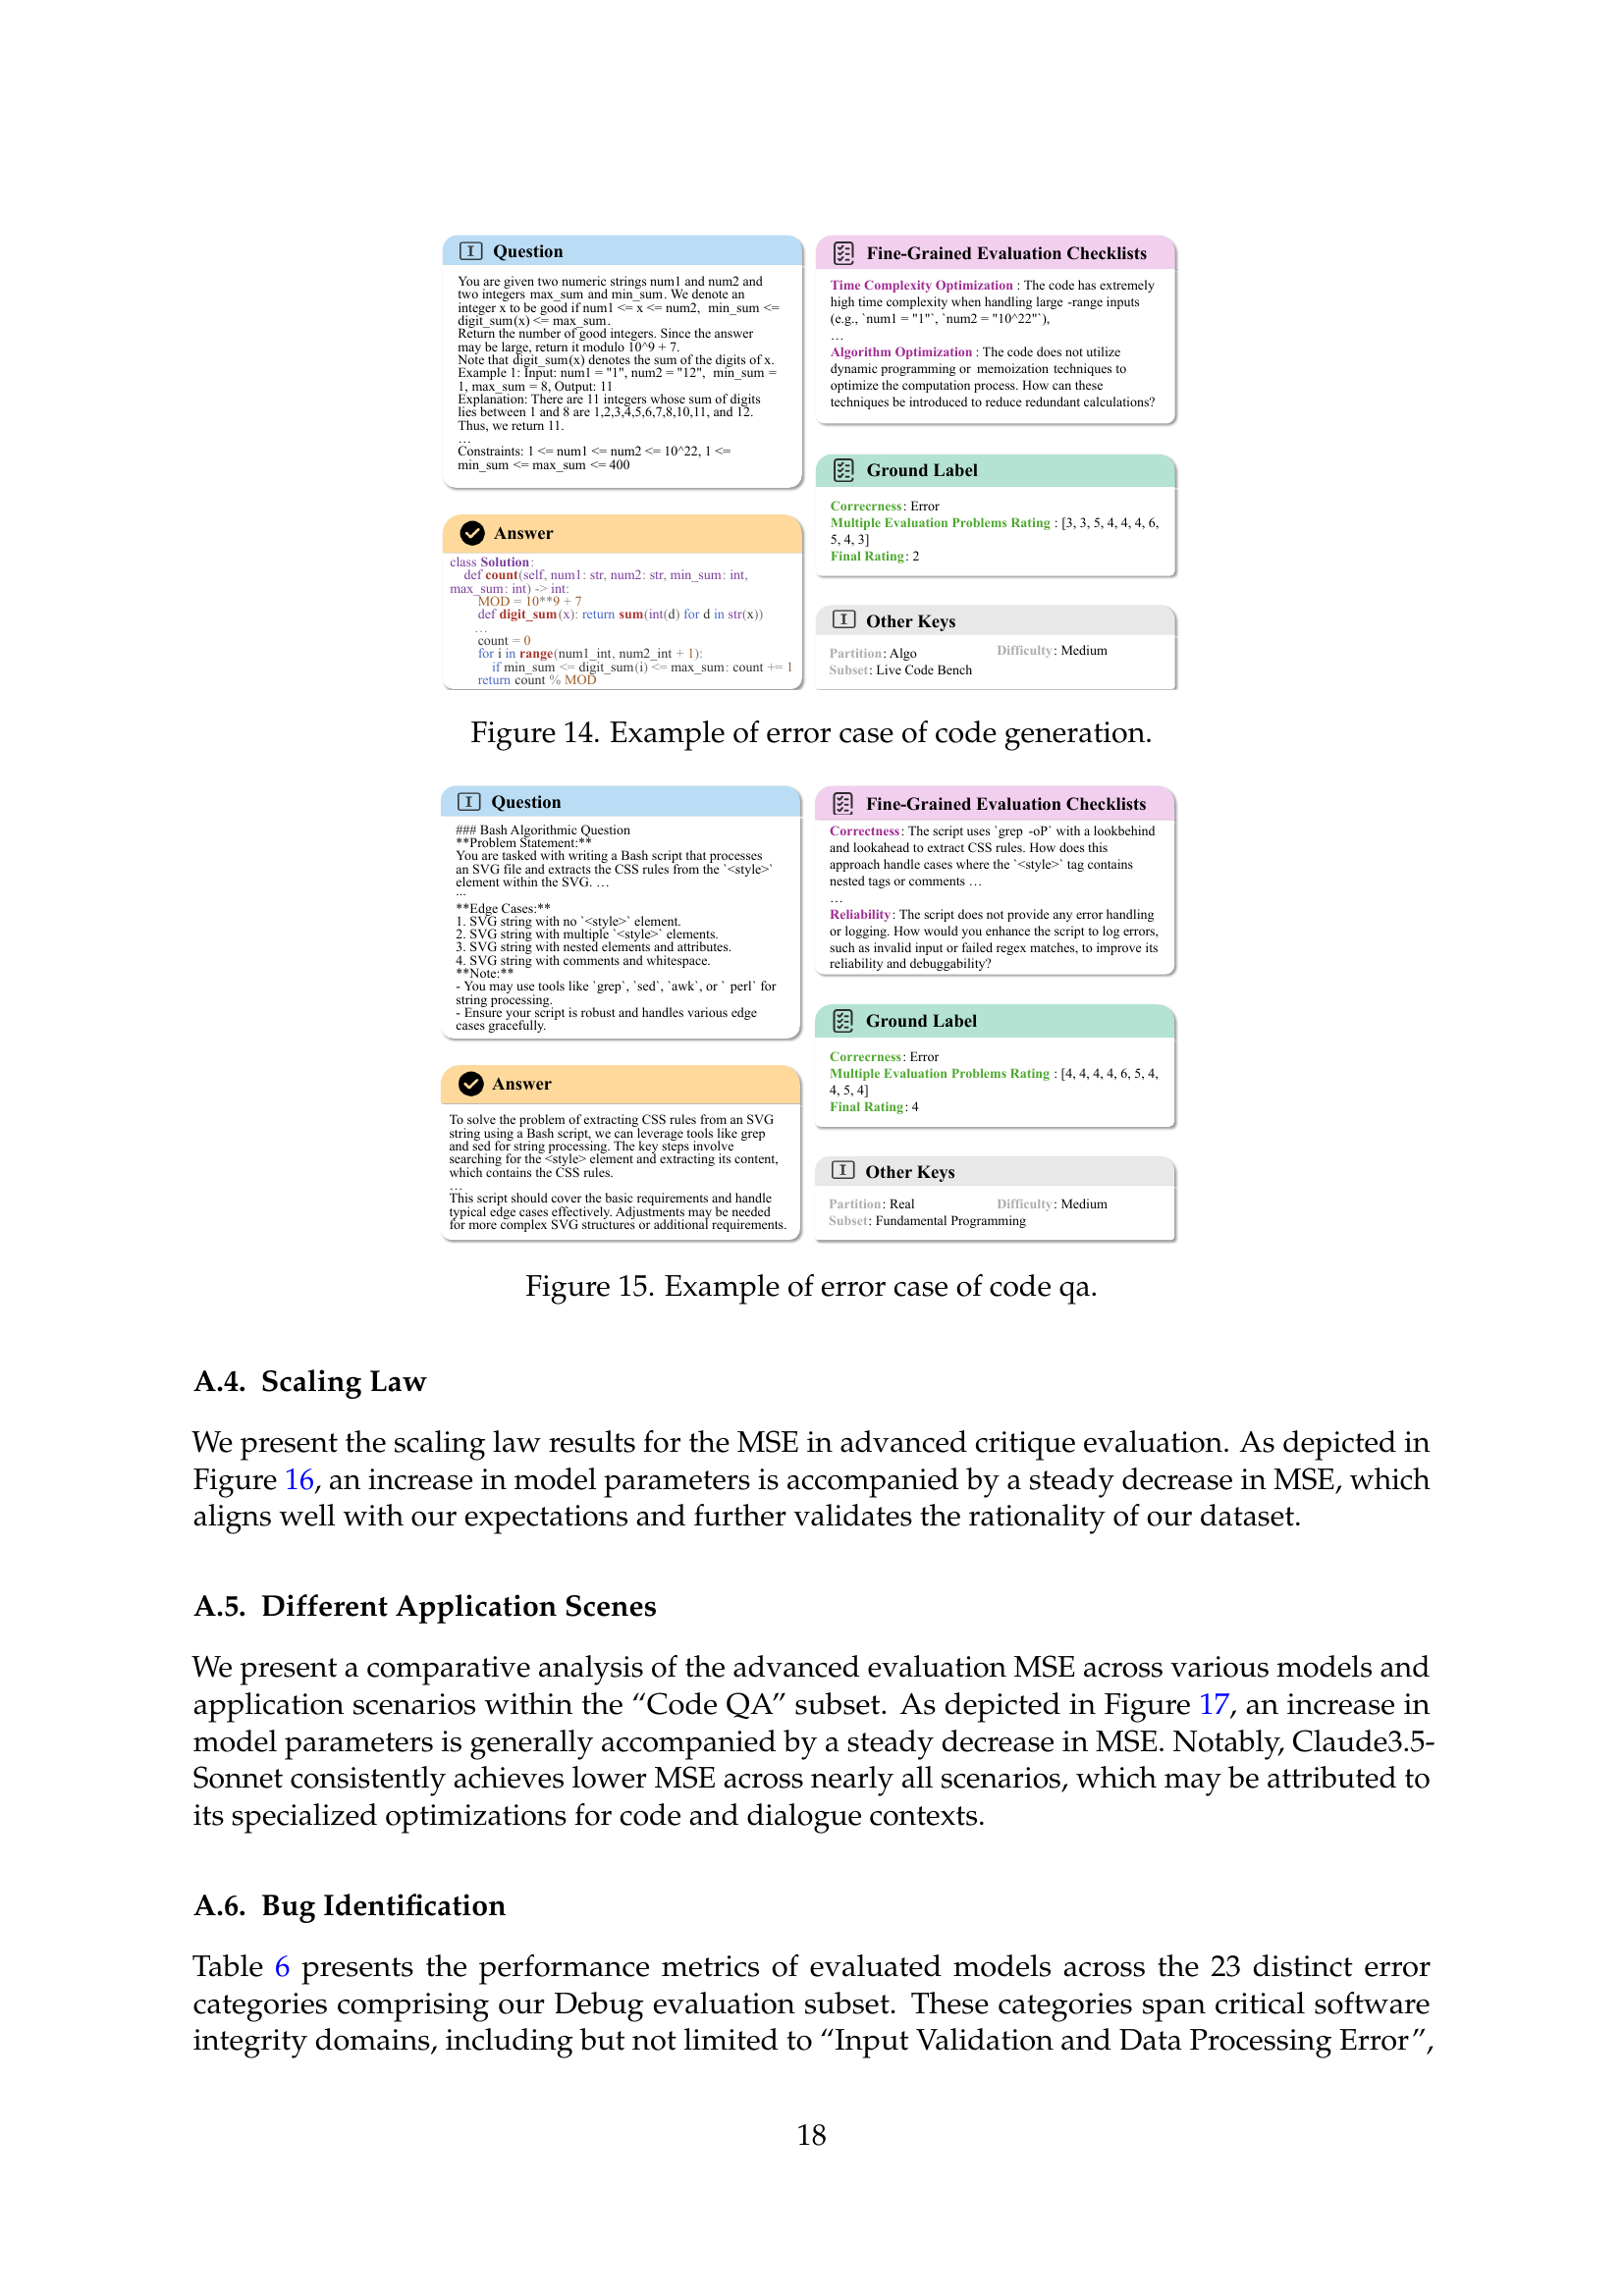 Question
You are given two numeric strings num1 and num2 and
two integers max_sum and min_sum. We denote an
integer x to be good if num1 <= x <= num2, min_sum <=
digit_sum(x) <= max_sum.
Return the number of good integers. Since the answer
may be large, return it modulo 10^9 + 7.
Note that digit_sum(x) denotes the sum of the digits of x.
Example 1: Input: num1 = "1", num2 = "12", min_sum =
1, max_sum = 8, Output: 11
Explanation: There are 11 integers whose sum of digits
lies between 1 and 8 are 1,2,3,4,5,6,7,8,10,11, and 12.
Thus, we return 11.
…
Constraints: 1 <= num1 <= num2 <= 10^22, 1 <=
min_sum <= max_sum <= 400
Answer
class Solution:
def count(self, num1: str, num2: str, min_sum: int,
max_sum: int) -> int:
MOD = 10**9 + 7
def digit_sum(x): return sum(int(d) for d in str(x))
…
count = 0
for i in range(num1_int, num2_int + 1):
if min_sum <= digit_sum(i) <= max_sum: count += 1
return count % MOD
Fine-Grained Evaluation Checklists
Time Complexity Optimization : The code has extremely
high time complexity when handling large -range inputs
(e.g., `num1 = "1"`, `num2 = "10^22"`),
…
Algorithm Optimization : The code does not utilize
dynamic programming or memoization techniques to
optimize the computation process. How can these
techniques be introduced to reduce redundant calculations?
Ground Label
Correcrness: Error
Multiple Evaluation Problems Rating : [3, 3, 5, 4, 4, 4, 6,
5, 4, 3]
Final Rating: 2
Other Keys
Partition: Algo Difficulty: Medium
Subset: Live Code Bench
Figure 14. Example of error case of code generation.
Question
### Bash Algorithmic Question
**Problem Statement:**
You are tasked with writing a Bash script that processes
an SVG file and extracts the CSS rules from the `<style>`
element within the SVG. …
...
**Edge Cases:**
1. SVG string with no `<style>` element.
2. SVG string with multiple `<style>` elements.
3. SVG string with nested elements and attributes.
4. SVG string with comments and whitespace.
**Note:**
- You may use tools like `grep`, `sed`, `awk`, or ` perl` for
string processing.
- Ensure your script is robust and handles various edge
cases gracefully.
Answer
To solve the problem of extracting CSS rules from an SVG
string using a Bash script, we can leverage tools like grep
and sed for string processing. The key steps involve
searching for the <style> element and extracting its content,
which contains the CSS rules.
…
This script should cover the basic requirements and handle
typical edge cases effectively. Adjustments may be needed
for more complex SVG structures or additional requirements.
Fine-Grained Evaluation Checklists
Correctness: The script uses `grep -oP` with a lookbehind
and lookahead to extract CSS rules. How does this
approach handle cases where the `<style>` tag contains
nested tags or comments …
…
Reliability: The script does not provide any error handling
or logging. How would you enhance the script to log errors,
such as invalid input or failed regex matches, to improve its
reliability and debuggability?
Ground Label
Correcrness: Error
Multiple Evaluation Problems Rating : [4, 4, 4, 4, 6, 5, 4,
4, 5, 4]
Final Rating: 4
Other Keys
Partition: Real Difficulty: Medium
Subset: Fundamental Programming
Figure 15. Example of error case of code qa.
A.4. Scaling Law
We present the scaling law results for the MSE in advanced critique evaluation. As depicted in
Figure 16, an increase in model parameters is accompanied by a steady decrease in MSE, which
aligns well with our expectations and further validates the rationality of our dataset.
A.5. Different Application Scenes
We present a comparative analysis of the advanced evaluation MSE across various models and
application scenarios within the “Code QA” subset. As depicted in Figure 17, an increase in
model parameters is generally accompanied by a steady decrease in MSE. Notably, Claude3.5-
Sonnet consistently achieves lower MSE across nearly all scenarios, which may be attributed to
its specialized optimizations for code and dialogue contexts.
A.6. Bug Identification
Table 6 presents the performance metrics of evaluated models across the 23 distinct error
categories comprising our Debug evaluation subset. These categories span critical software
integrity domains, including but not limited to “Input Validation and Data Processing Error”,
18